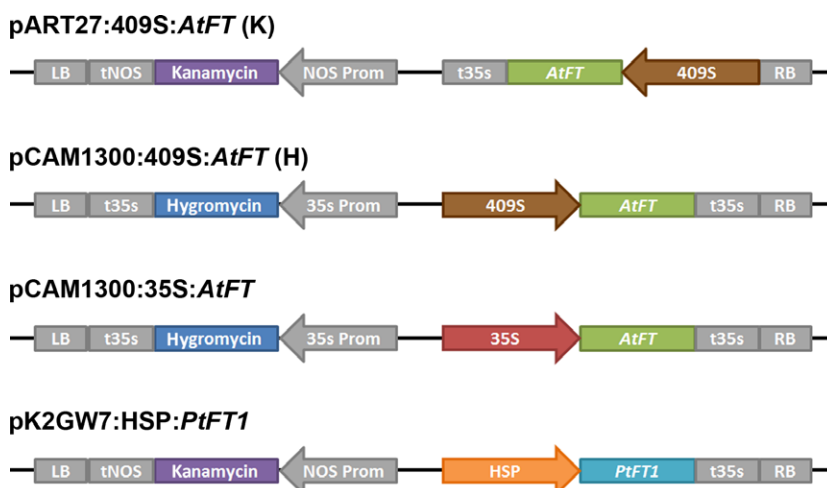 pART27:409S:AtFT (K)
LB tNOS Kanamycin NOS Prom t35s AtFT 409S RB
pCAM1300:409S:AtFT (H)
LB t35s Hygromycin 35s Prom 409S AtFT t35s RB
pCAM1300:35S:AtFT
LB t35s Hygromycin 35s Prom 35S AtFT t35s RB
pK2GW7:HSP:PtFT1
LB tNOS Kanamycin NOS Prom HSP PtFT1 t35s RB